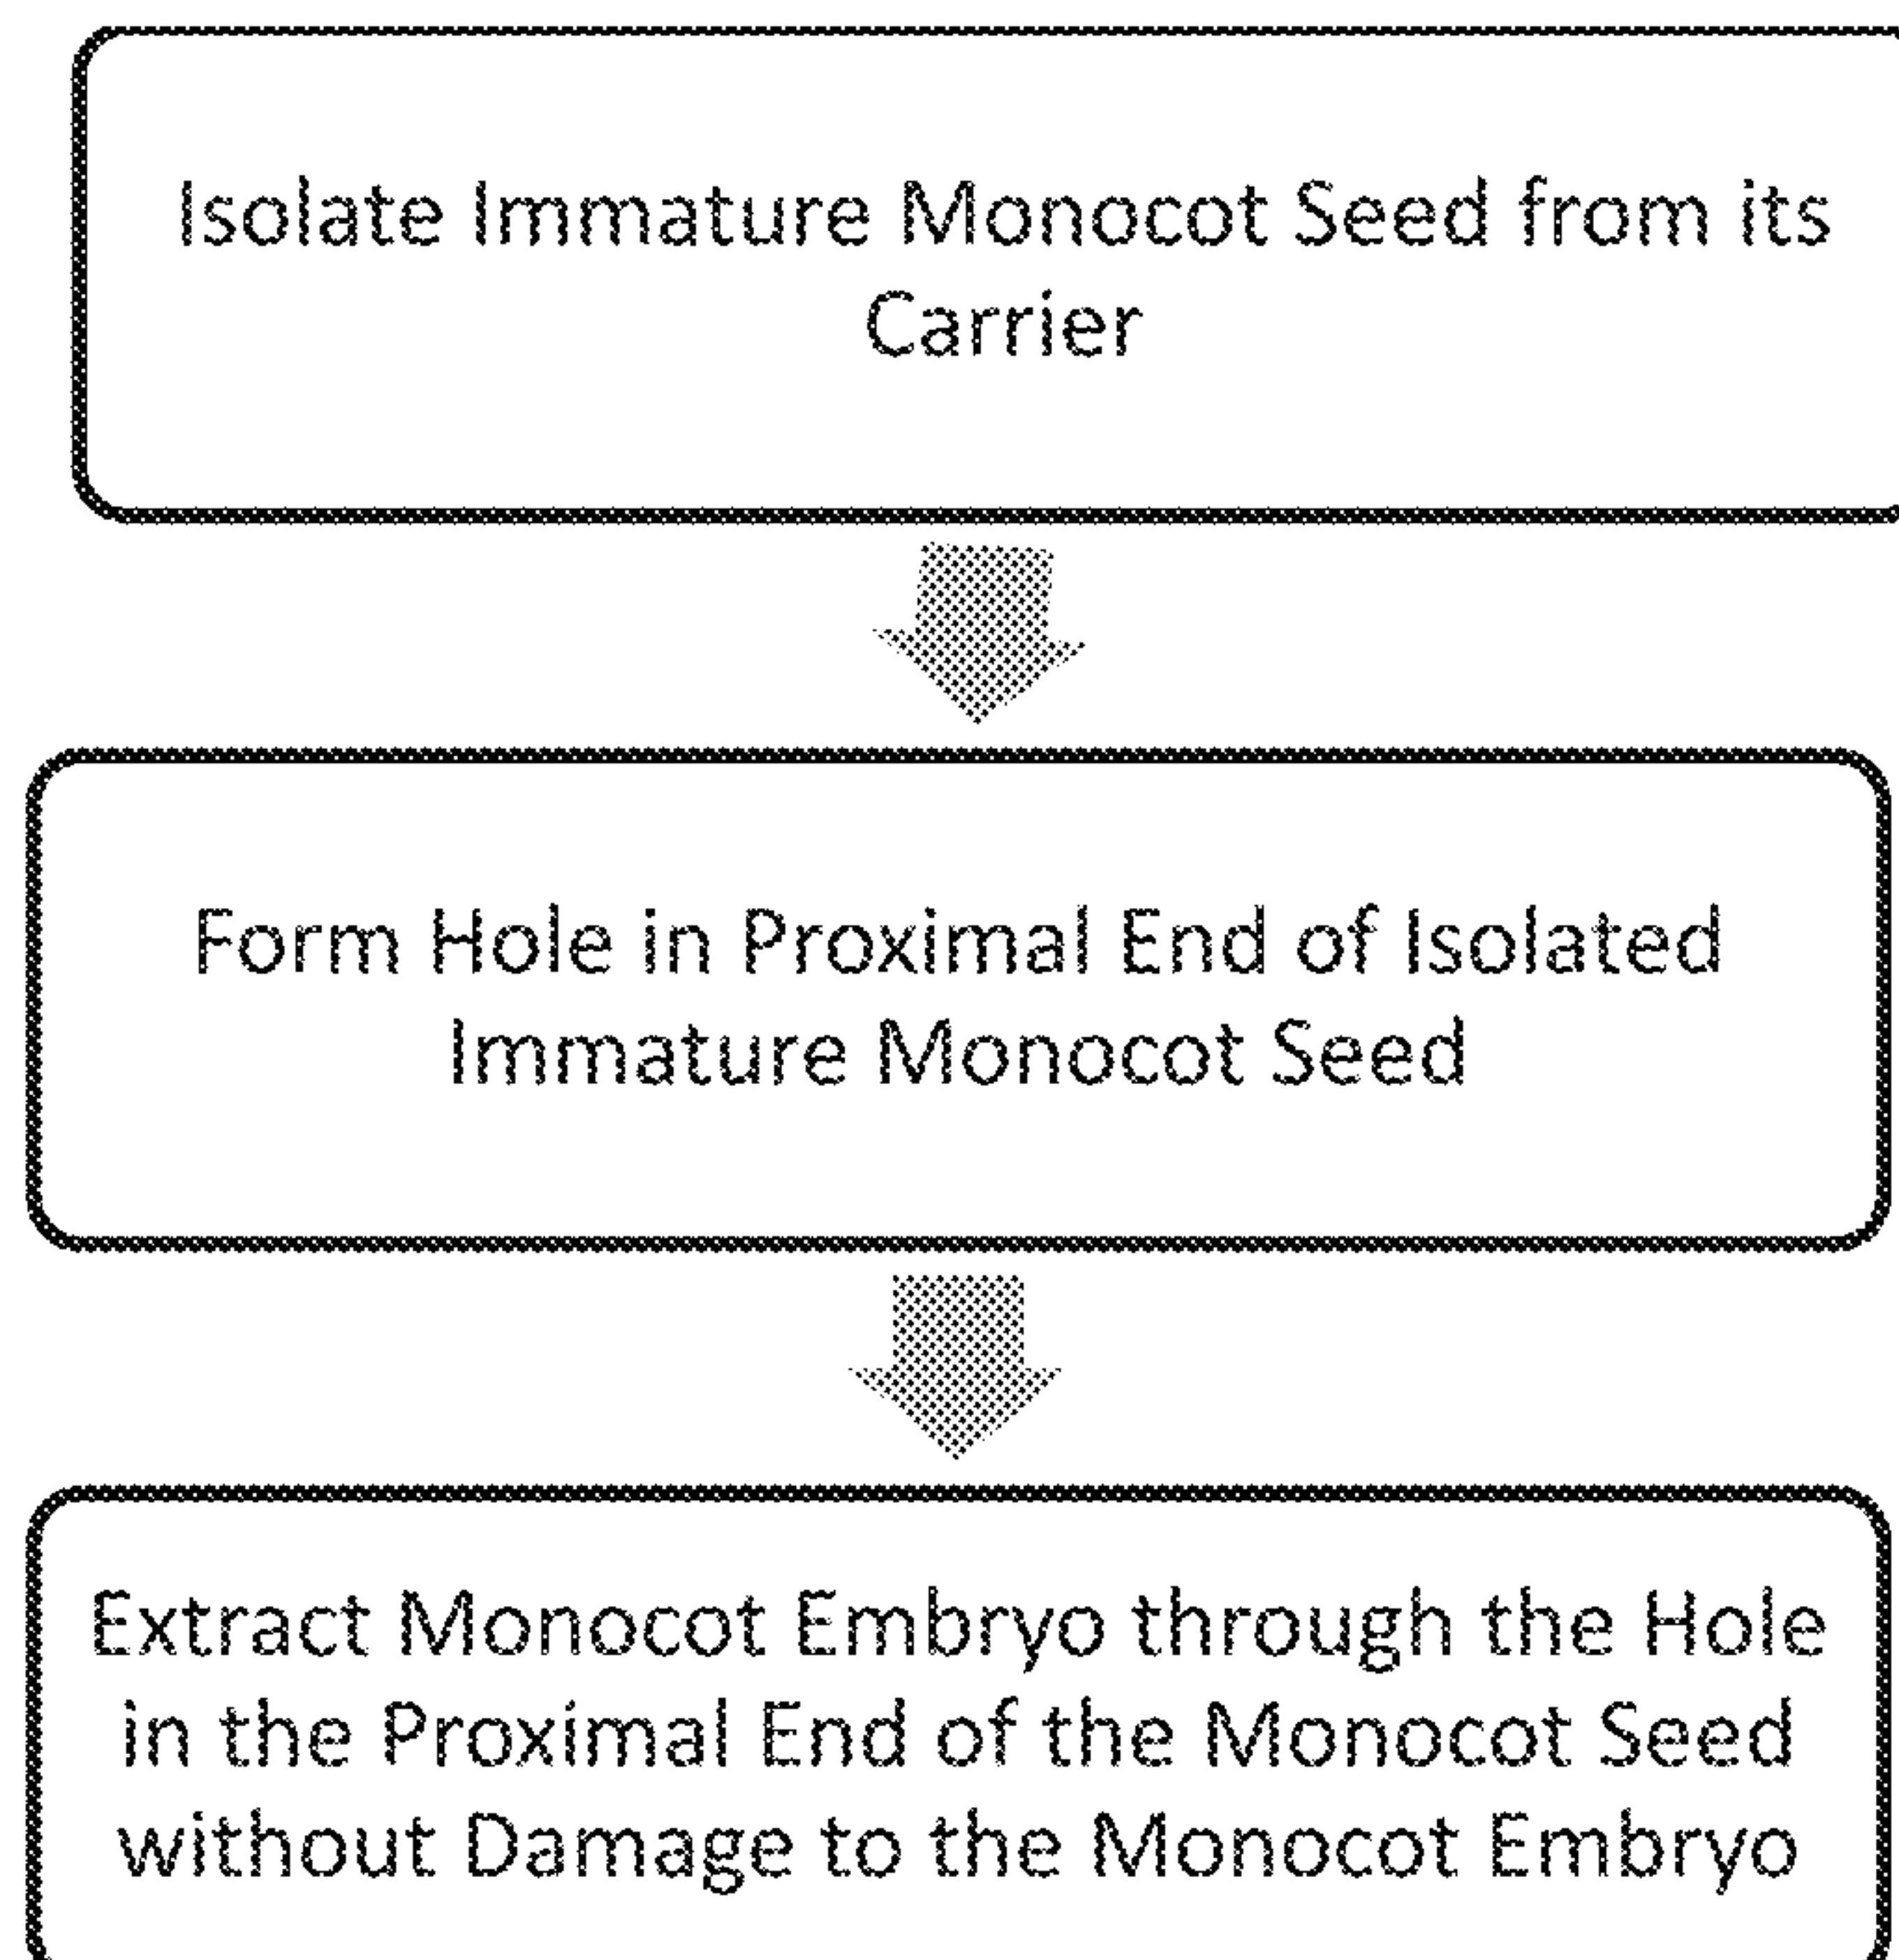 Isolate Immature Monocot Seed from its
Carrier
Form Hole in Proximal End of Isolated
Immature Monocot Seed
Extract Monocot Embryo through the Hole
in the Proximal End of the Monocot Seed
without Damage to the Monocot Embryo